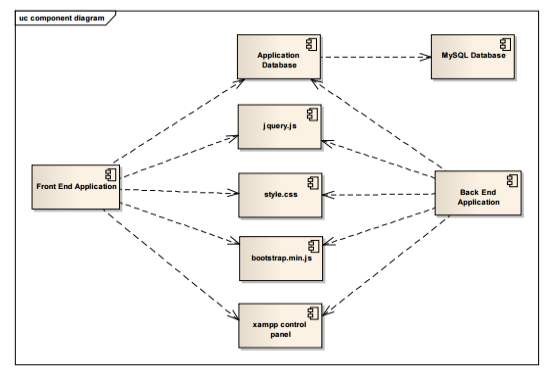 uc component diagram
Application
Database
MySQL Database
jquery.js
Front End Application
style.css
Back End
Application
bootstrap.min.js
xampp control
panel